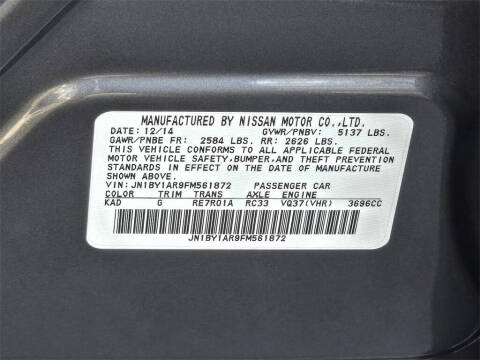 MANUFACTURED BY NISSAN MOTOR CO.,LTD.
DATE: 12/14 GVWR/PNBV: 5137 LBS.
GAWR/PNBE FR: 2584 LBS. RR: 2626 LBS.
THIS VEHICLE CONFORMS TO ALL APPLICABLE FEDERAL
MOTOR VEHICLE SAFETY,BUMPER,AND THEFT PREVENTION
STANDARDS IN EFFECT ON THE DATE OF MANUFACTURE
SHOWN ABOVE.
VIN: JN1BY1AR9FM561872 PASSENGER CAR
COLOR TRIM TRANS AXLE ENGINE
KAD G RE7R01A RC33 VQ37(VHR) 3696CC
JN1BY1AR9FM561872